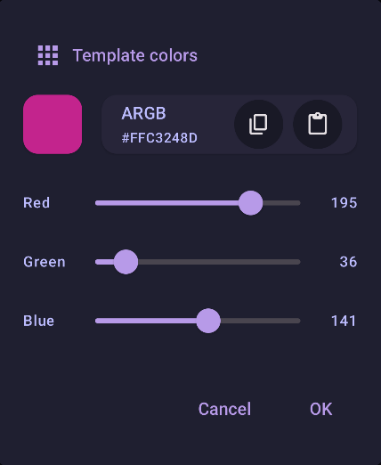 Template colors
ARGB
#FFC3248D
Red 195
Green 36
Blue 141
Cancel OK